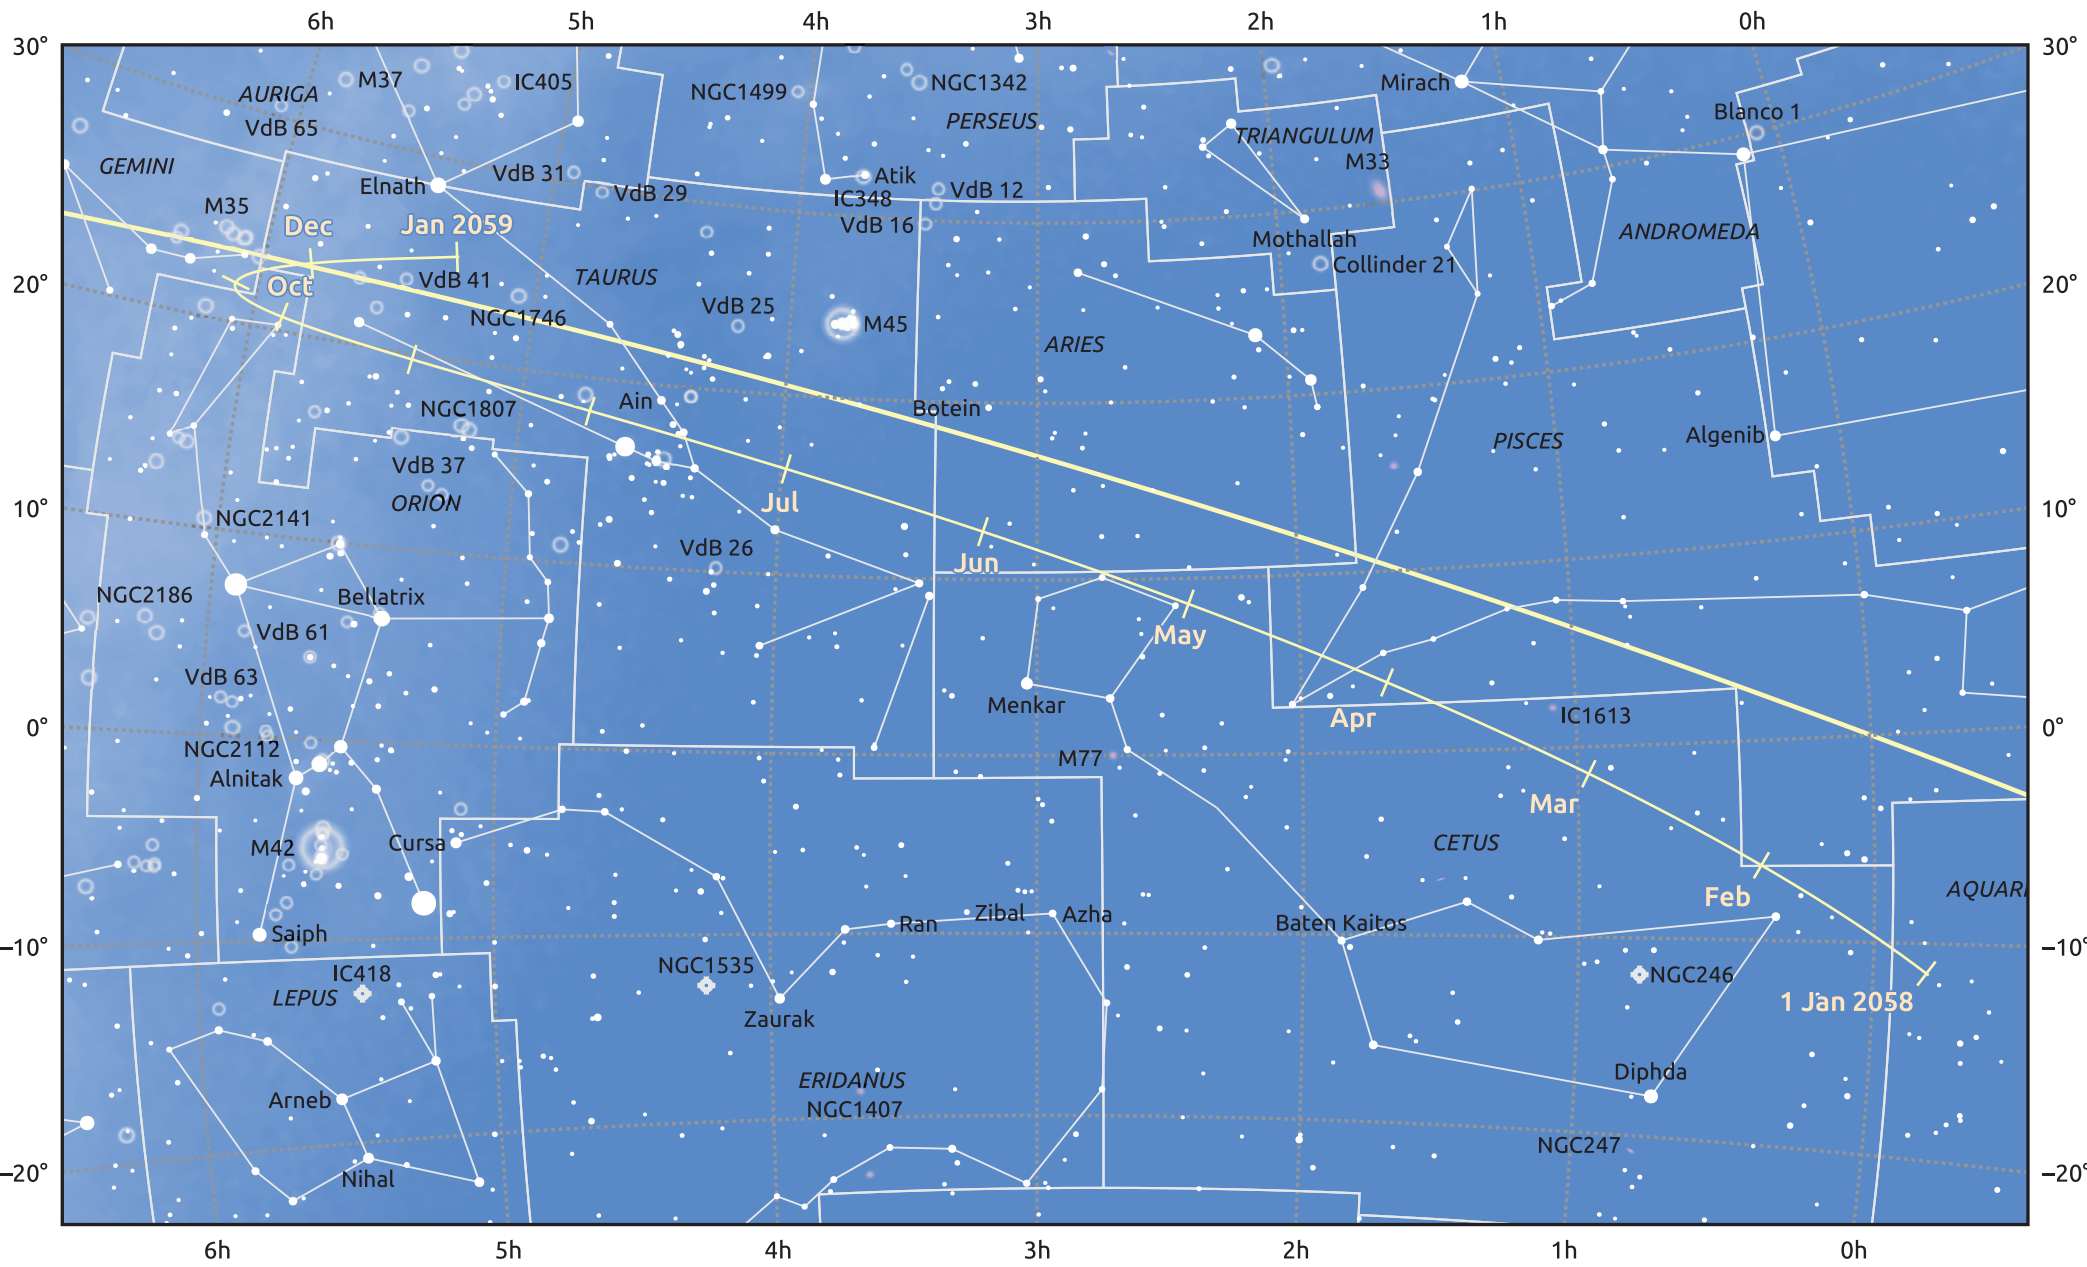 6h 5h 4h 3h 2h 1h 0h
30° 30°
M37 IC405 NGC1499 NGC1342 Mirach
AURIGA Blanco 1
VdB 65 PERSEUS TRIANGULUM
GEMINI M33
VdB 31 Atik
Elnath VdB 29 IC348 VdB 12
M35
Dec Jan 2059 VdB 16 Mothallah ANDROMEDA
Collinder 21
20° Oct VdB 41 TAURUS 20°
NGC1746 VdB 25 M45
ARIES
NGC1807 Ain Botein
PISCES Algenib
VdB 37
ORION Jul
10° NGC2141 10°
VdB 26 Jun
NGC2186 Bellatrix
VdB 61 May
VdB 63
Menkar Apr IC1613
0° 0°
NGC2112 M77
Alnitak
Mar
M42 Cursa CETUS
Feb AQUARI
Saiph Ran Zibal Azha Baten Kaitos
−10° −10°
IC418 NGC1535 NGC246
LEPUS 1 Jan 2058
Zaurak
Diphda
Arneb ERIDANUS
NGC1407
NGC247
−20° Nihal −20°
6h 5h 4h 3h 2h 1h 0h